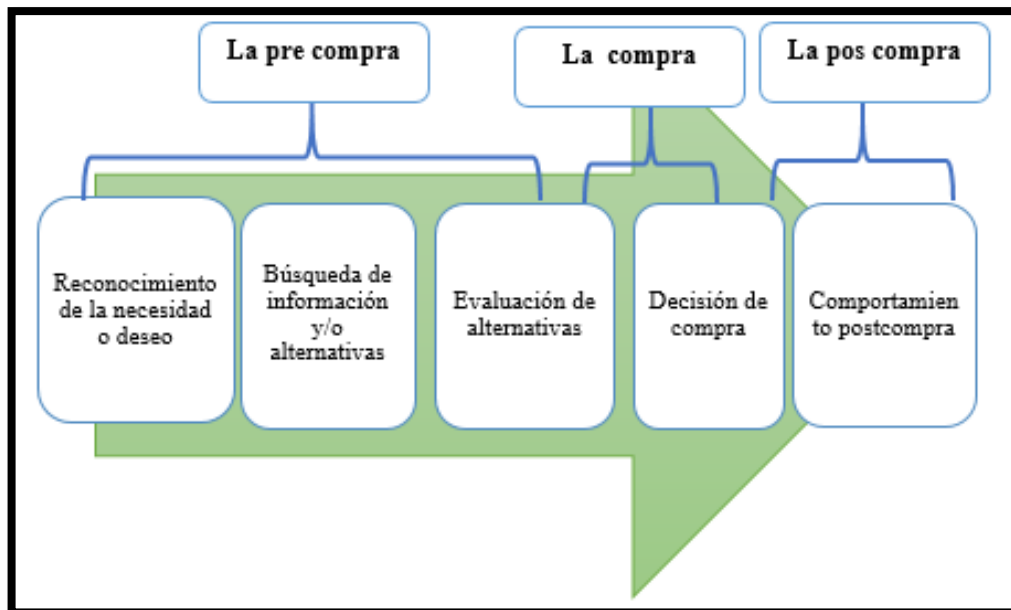 La pre compra
La compra
La pos compra
Reconocimiento
de la necesidad
o deseo
Búsqueda de
información
y/o
alternativas
Evaluación de
alternativas
Decisión de
compra
Comportamien
to postcompra